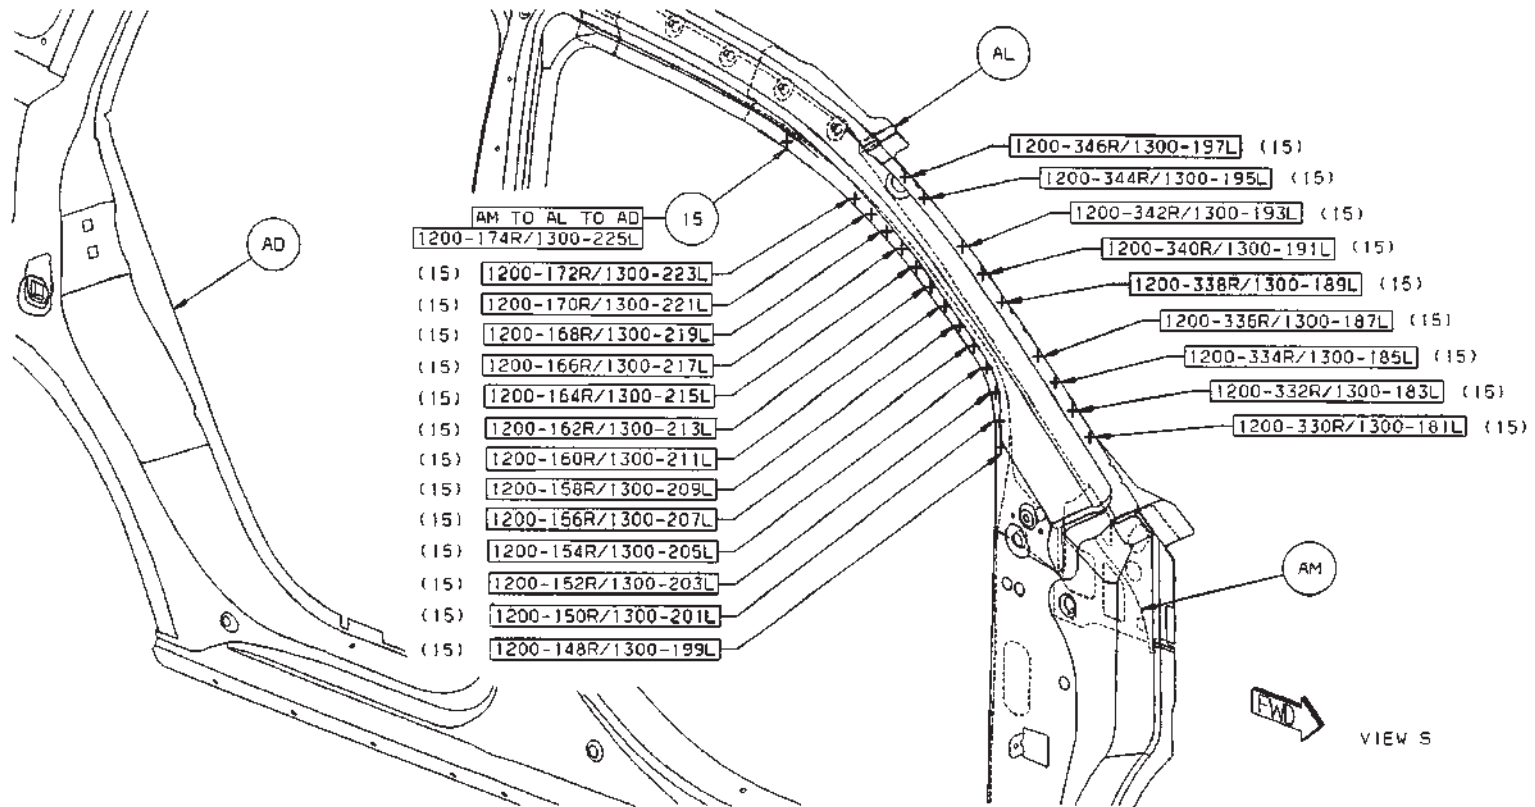 AL
1200-346R/1300-197L (15)
1200-344R/1300-195L (15)
AM TO AL TO AD
15
1200-342R/1300-193L (15)
1200-174R/1300-225L
AD
1200-340R/1300-191L (15)
(15) 1200-172R/1300-223L
1200-338R/1300-189L (15)
(15) 1200-170R/1300-221L
1200-336R/1300-187L (15)
(15) 1200-168R/1300-219L
1200-334R/1300-185L (15)
(15) 1200-166R/1300-217L
1200-332R/1300-183L (15)
(15) 1200-164R/1300-215L
1200-330R/1300-181L (15)
(15) 1200-162R/1300-213L
(15) 1200-160R/1300-211L
(15) 1200-158R/1300-209L
(15) 1200-156R/1300-207L
(15) 1200-154R/1300-205L
(15) 1200-152R/1300-203L
AM
(15) 1200-150R/1300-201L
(15) 1200-148R/1300-199L
FWD
VIEW S